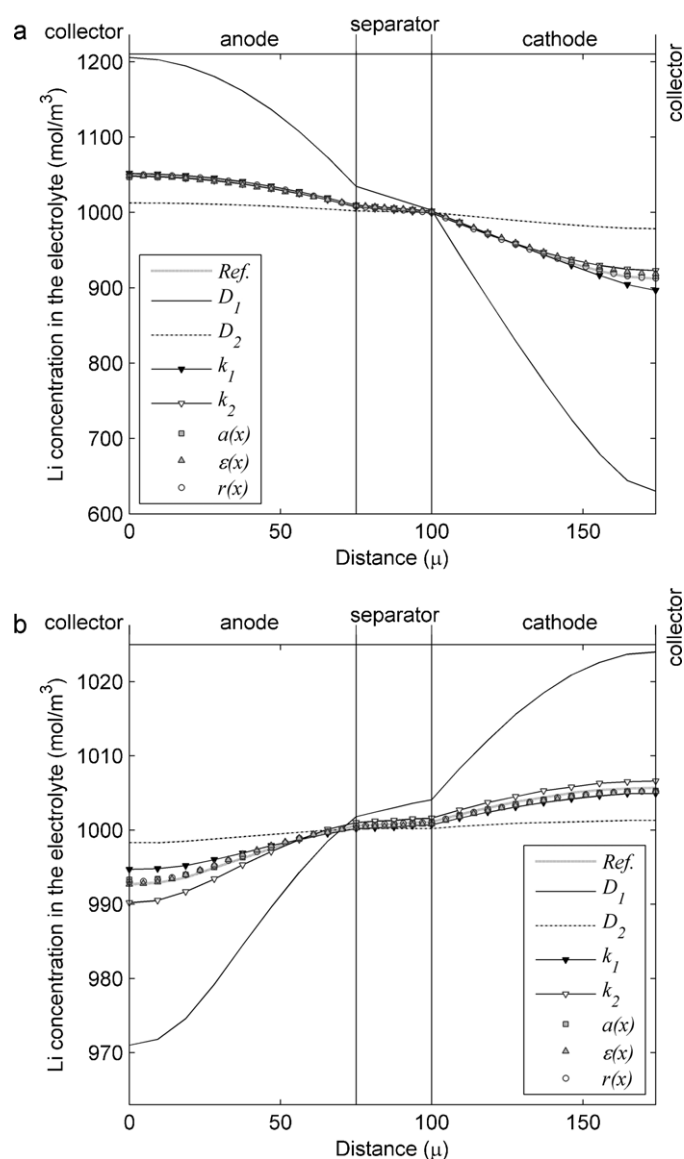 a
collector
anode
separator
cathode
collector
Li concentration in the electrolyte (mol/m³)
1200
1100
1000
900
800
700
600
Ref.
D₁
D₂
k₁
k₂
a(x)
ε(x)
r(x)
0 50 100 150
Distance (μ)
b
collector
anode
separator
cathode
collector
Li concentration in the electrolyte (mol/m³)
1020
1010
1000
990
980
970
Ref.
D₁
D₂
k₁
k₂
a(x)
ε(x)
r(x)
0 50 100 150
Distance (μ)